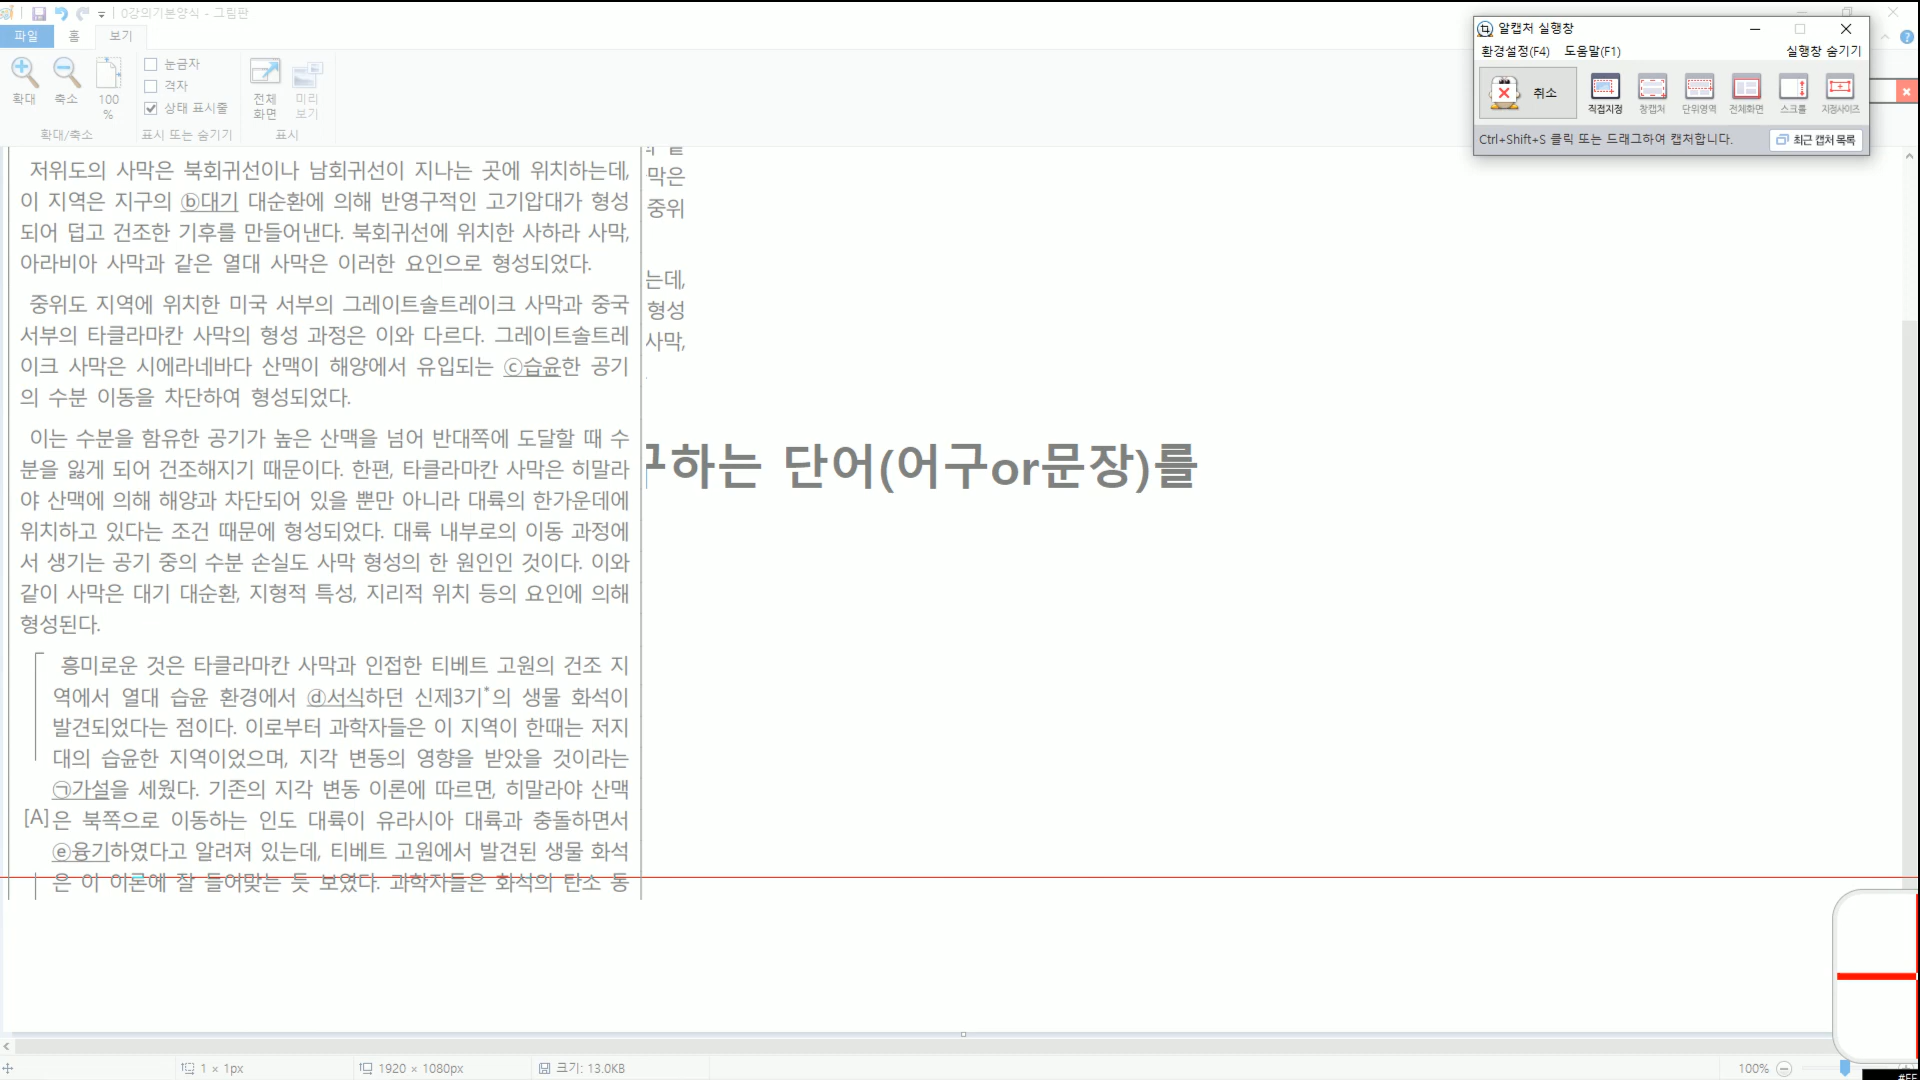 0강의기본양식 - 그림판
파일 홈 보기
확대 축소 100 %
눈금자
격자
상태 표시줄
전체 화면
미리 보기
확대/축소 표시 또는 숨기기 표시
알캡처 실행창
환경설정(F4) 도움말(F1) 실행창 숨기기
취소 직접지정 창캡처 단위영역 전체화면 스크롤 지정사이즈
Ctrl+Shift+S 클릭 또는 드래그하여 캡처합니다. 최근 캡처 목록
저위도의 사막은 북회귀선이나 남회귀선이 지나는 곳에 위치하는데,
이 지역은 지구의 ⓑ대기 대순환에 의해 반영구적인 고기압대가 형성
되어 덥고 건조한 기후를 만들어낸다. 북회귀선에 위치한 사하라 사막,
아라비아 사막과 같은 열대 사막은 이러한 요인으로 형성되었다.
중위도 지역에 위치한 미국 서부의 그레이트솔트레이크 사막과 중국
서부의 타클라마칸 사막의 형성 과정은 이와 다르다. 그레이트솔트레
이크 사막은 시에라네바다 산맥이 해양에서 유입되는 ⓒ습윤한 공기
의 수분 이동을 차단하여 형성되었다.
이는 수분을 함유한 공기가 높은 산맥을 넘어 반대쪽에 도달할 때 수
분을 잃게 되어 건조해지기 때문이다. 한편, 타클라마칸 사막은 히말라
야 산맥에 의해 해양과 차단되어 있을 뿐만 아니라 대륙의 한가운데에
위치하고 있다는 조건 때문에 형성되었다. 대륙 내부로의 이동 과정에
서 생기는 공기 중의 수분 손실도 사막 형성의 한 원인인 것이다. 이와
같이 사막은 대기 대순환, 지형적 특성, 지리적 위치 등의 요인에 의해
형성된다.
흥미로운 것은 타클라마칸 사막과 인접한 티베트 고원의 건조 지
역에서 열대 습윤 환경에서 ⓓ서식하던 신제3기*의 생물 화석이
발견되었다는 점이다. 이로부터 과학자들은 이 지역이 한때는 저지
대의 습윤한 지역이었으며, 지각 변동의 영향을 받았을 것이라는
㉠가설을 세웠다. 기존의 지각 변동 이론에 따르면, 히말라야 산맥
[A]은 북쪽으로 이동하는 인도 대륙이 유라시아 대륙과 충돌하면서
ⓔ융기하였다고 알려져 있는데, 티베트 고원에서 발견된 생물 화석
은 이 이론에 잘 들어맞는 듯 보였다. 과학자들은 화석의 탄소 동
막은
중위
는데,
형성
사막,
하는 단어(어구or문장)를
1 × 1px 1920 × 1080px 크기: 13.0KB 100%